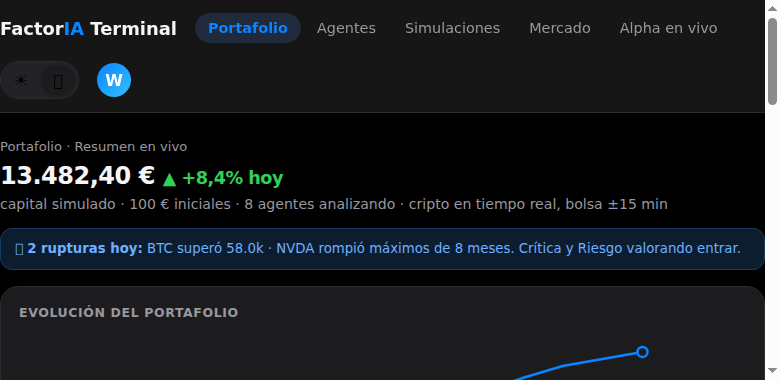 FactorIA Terminal
Portafolio
Agentes
Simulaciones
Mercado
Alpha en vivo
W
Portafolio · Resumen en vivo
13.482,40 € ▲ +8,4% hoy
capital simulado · 100 € iniciales · 8 agentes analizando · cripto en tiempo real, bolsa ±15 min
2 rupturas hoy: BTC superó 58.0k · NVDA rompió máximos de 8 meses. Crítica y Riesgo valorando entrar.
EVOLUCIÓN DEL PORTAFOLIO